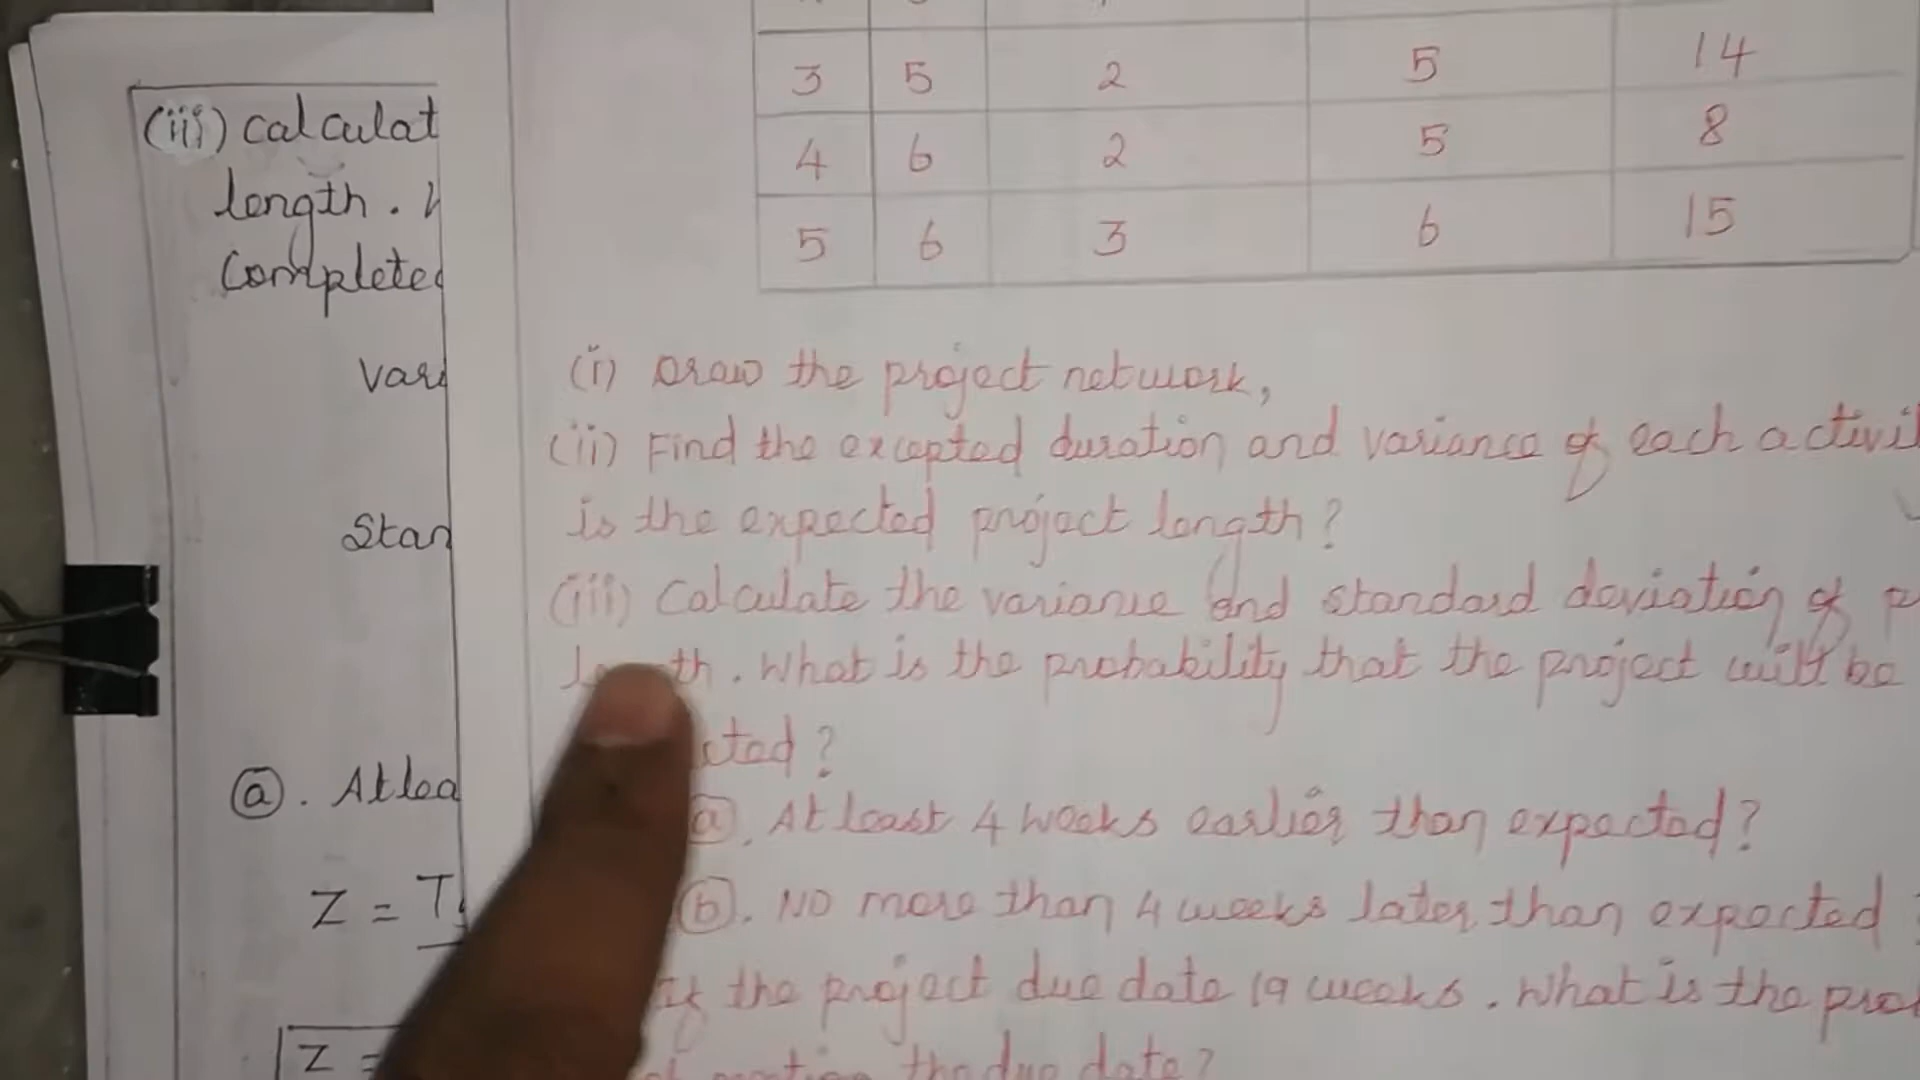 (iii) calculat
length.
Complete
Vari
Stan
ⓐ. Atlea
Z = T
Z =
3 5 2 5 14
4 6 2 5 8
5 6 3 6 15
(i) Draw the project network,
(ii) Find the excepted duration and variance of each activi
is the expected project length?
(iii) Calculate the variance and standard deviation of p
th. What is the probability that the project will be
cted?
ⓐ. At least 4 weeks earlier than expected?
ⓑ. No more than 4 weeks later than expected
If the project due date 19 weeks. What is the pro
the due date?